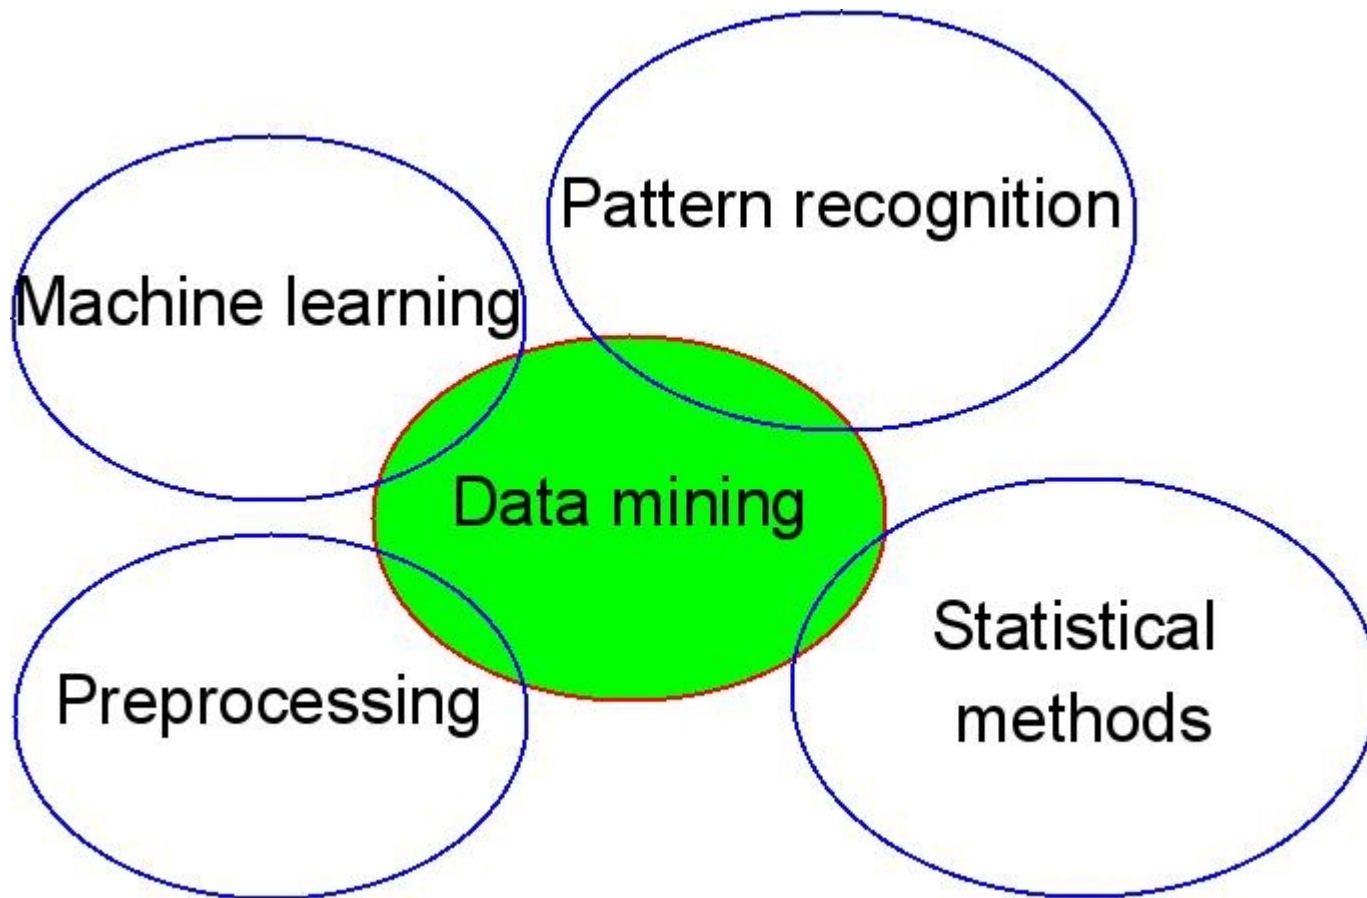 Pattern recognition
Machine learning
Data mining
Statistical
methods
Preprocessing